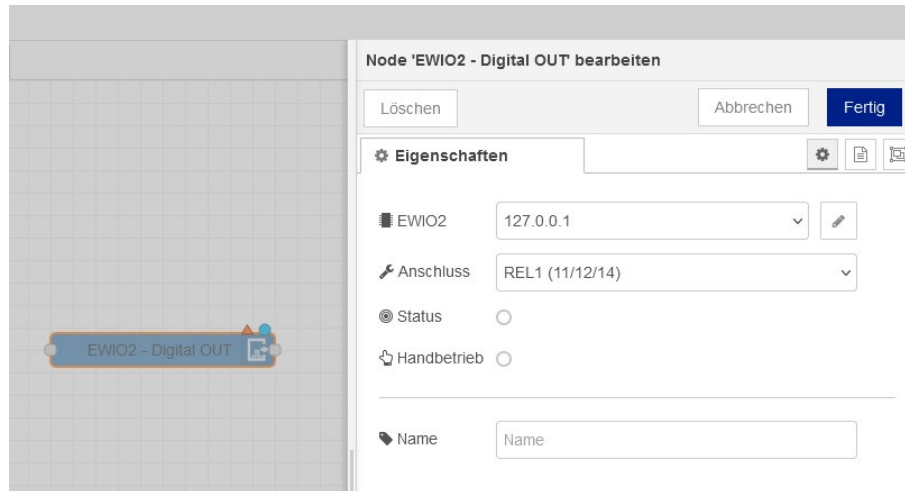 Node 'EWIO2 - Digital OUT' bearbeiten
Löschen
Abbrechen
Fertig
Eigenschaften
EWIO2
127.0.0.1
Anschluss
REL1 (11/12/14)
Status
EWIO2 - Digital OUT
Handbetrieb
Name
Name